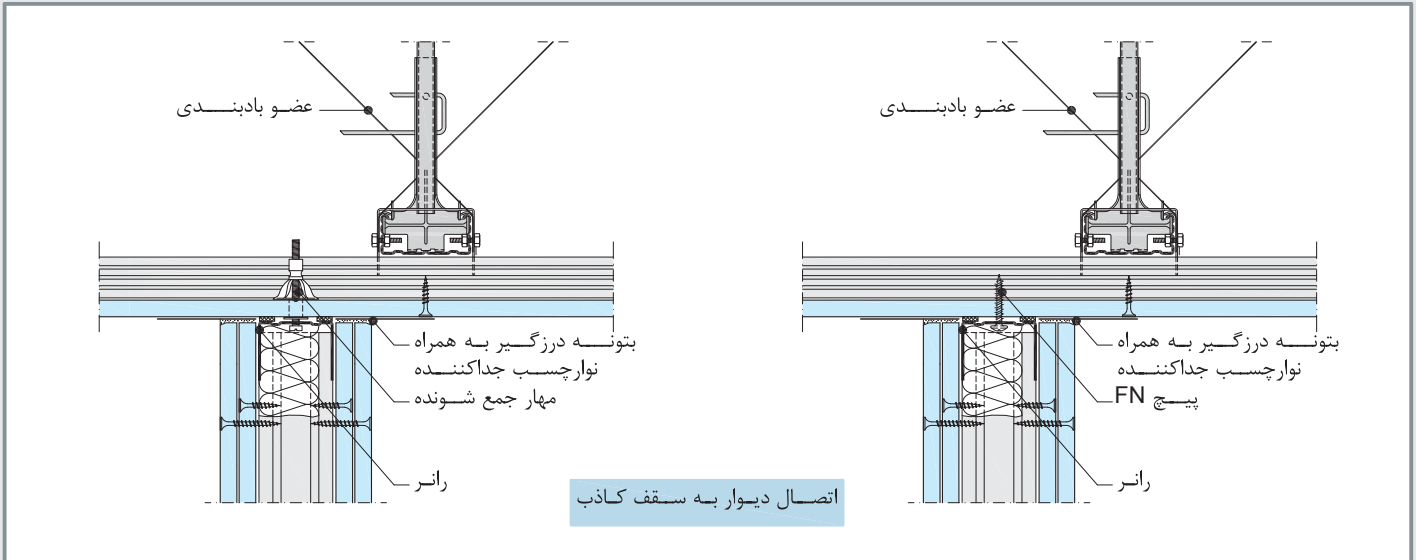 عضو بادبندی
عضو بادبندی
بتونه درزگیر به همراه
نوارچسب جداکننده
مهار جمع شونده
رانر
بتونه درزگیر به همراه
نوارچسب جداکننده
پیچ FN
رانر
اتصال دیوار به سقف کاذب